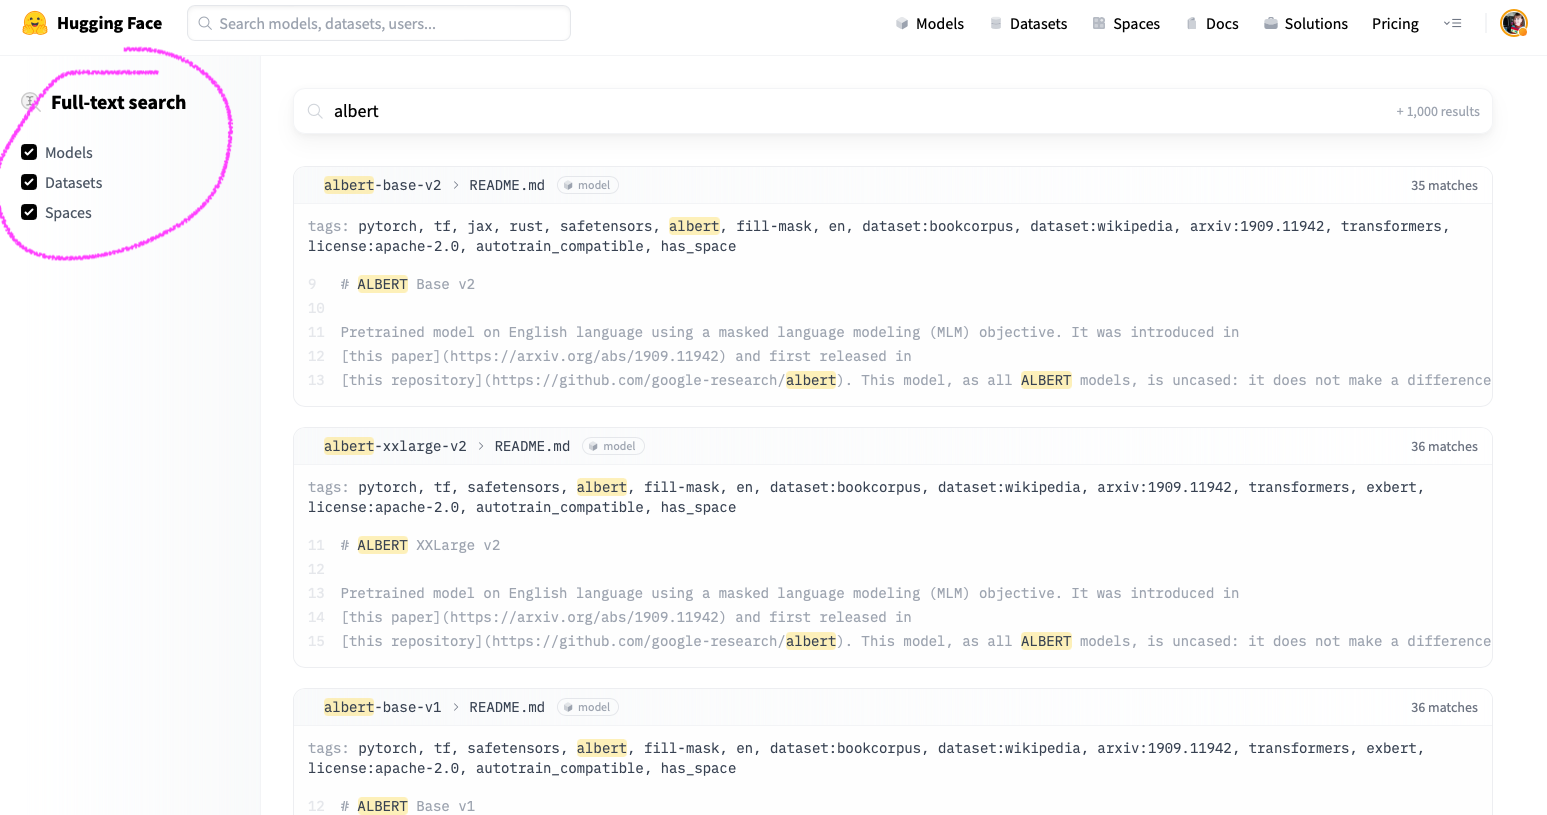 Hugging Face
Search models, datasets, users...
Models
Datasets
Spaces
Docs
Solutions
Pricing
Full-text search
Models
Datasets
Spaces
albert
+ 1,000 results
albert-base-v2 > README.md model 35 matches
tags: pytorch, tf, jax, rust, safetensors, albert, fill-mask, en, dataset:bookcorpus, dataset:wikipedia, arxiv:1909.11942, transformers,
license:apache-2.0, autotrain_compatible, has_space
9 # ALBERT Base v2
10
11 Pretrained model on English language using a masked language modeling (MLM) objective. It was introduced in
12 [this paper](https://arxiv.org/abs/1909.11942) and first released in
13 [this repository](https://github.com/google-research/albert). This model, as all ALBERT models, is uncased: it does not make a difference
albert-xxlarge-v2 > README.md model 36 matches
tags: pytorch, tf, safetensors, albert, fill-mask, en, dataset:bookcorpus, dataset:wikipedia, arxiv:1909.11942, transformers, exbert,
license:apache-2.0, autotrain_compatible, has_space
11 # ALBERT XXLarge v2
12
13 Pretrained model on English language using a masked language modeling (MLM) objective. It was introduced in
14 [this paper](https://arxiv.org/abs/1909.11942) and first released in
15 [this repository](https://github.com/google-research/albert). This model, as all ALBERT models, is uncased: it does not make a difference
albert-base-v1 > README.md model 36 matches
tags: pytorch, tf, safetensors, albert, fill-mask, en, dataset:bookcorpus, dataset:wikipedia, arxiv:1909.11942, transformers, exbert,
license:apache-2.0, autotrain_compatible, has_space
12 # ALBERT Base v1